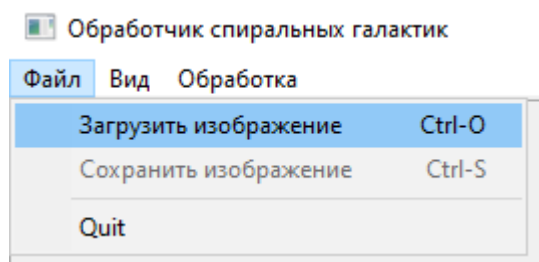 Обработчик спиральных галактик
Файл Вид Обработка
Загрузить изображение Ctrl-O
Сохранить изображение Ctrl-S
Quit